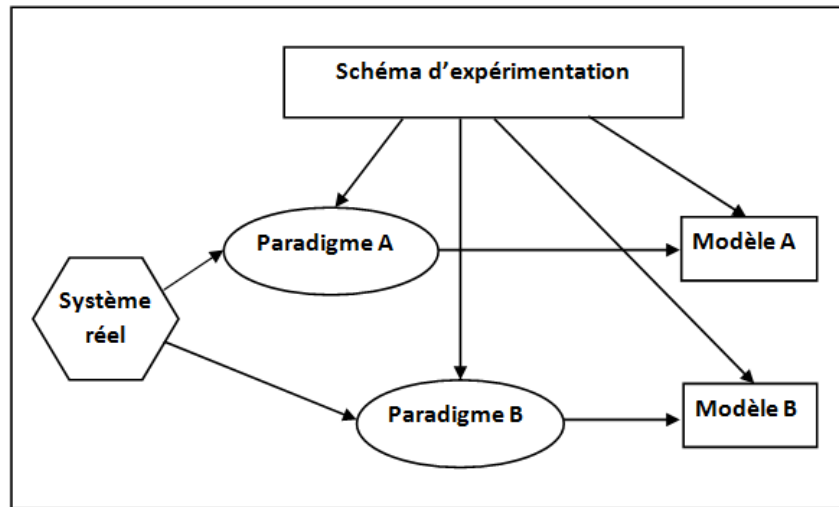 Schéma d’expérimentation
Paradigme A
Modèle A
Système
réel
Paradigme B
Modèle B